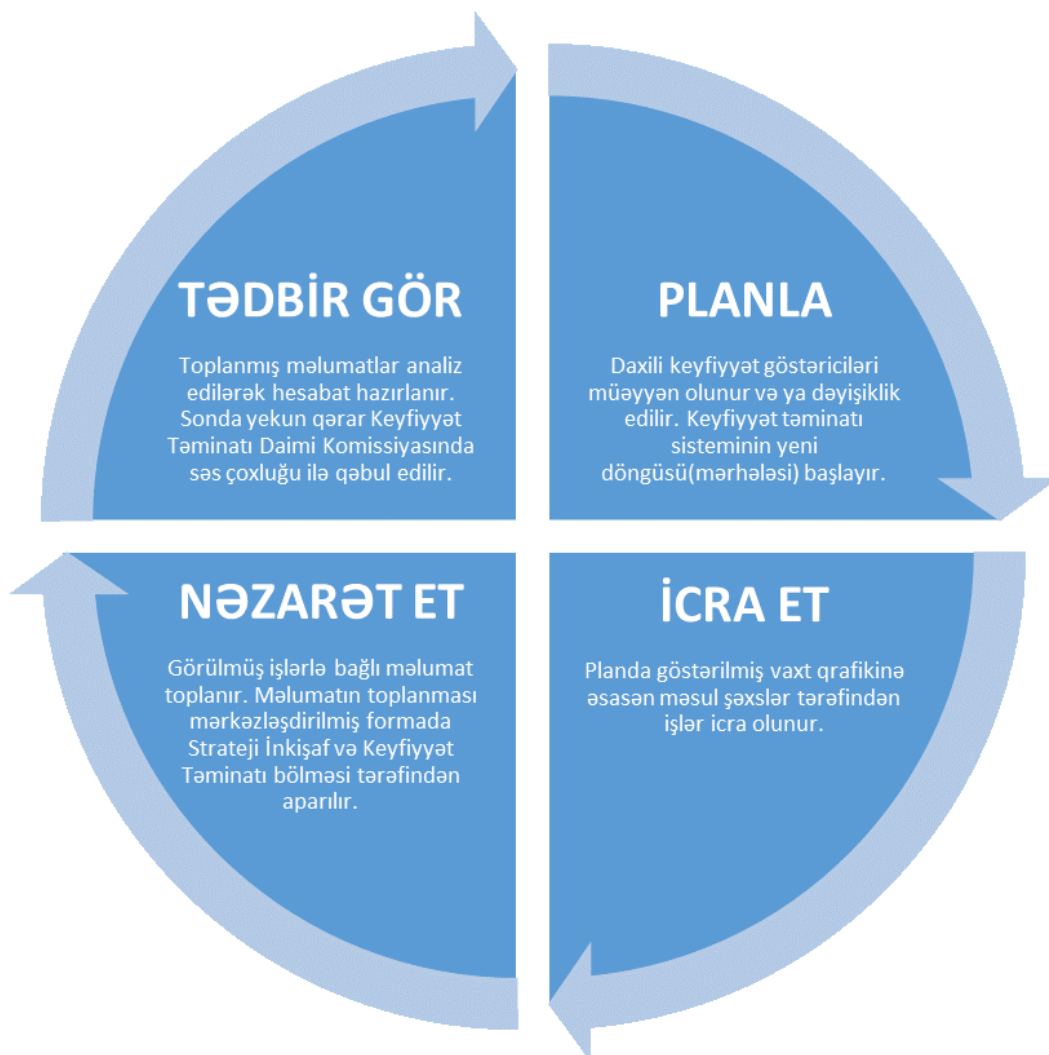 TƏDBİR GÖR
Toplanmış məlumatlar analiz
edilərək hesabat hazırlanır.
Sonda yekun qərar Keyfiyyət
Təminatı Daimi Komissiyasında
səs çoxluğu ilə qəbul edilir.
PLANLA
Daxili keyfiyyət göstəriciləri
müəyyən olunur və ya dəyişiklik
edilir. Keyfiyyət təminatı
sisteminin yeni
döngüsü(mərhələsi) başlayır.
NƏZARƏT ET
Görülmüş işlərlə bağlı məlumat
toplanır. Məlumatın toplanması
mərkəzləşdirilmiş formada
Strateji İnkişaf və Keyfiyyət
Təminatı bölməsi tərəfindən
aparılır.
İCRA ET
Planda göstərilmiş vaxt qrafikinə
əsasən məsul şəxslər tərəfindən
işlər icra olunur.